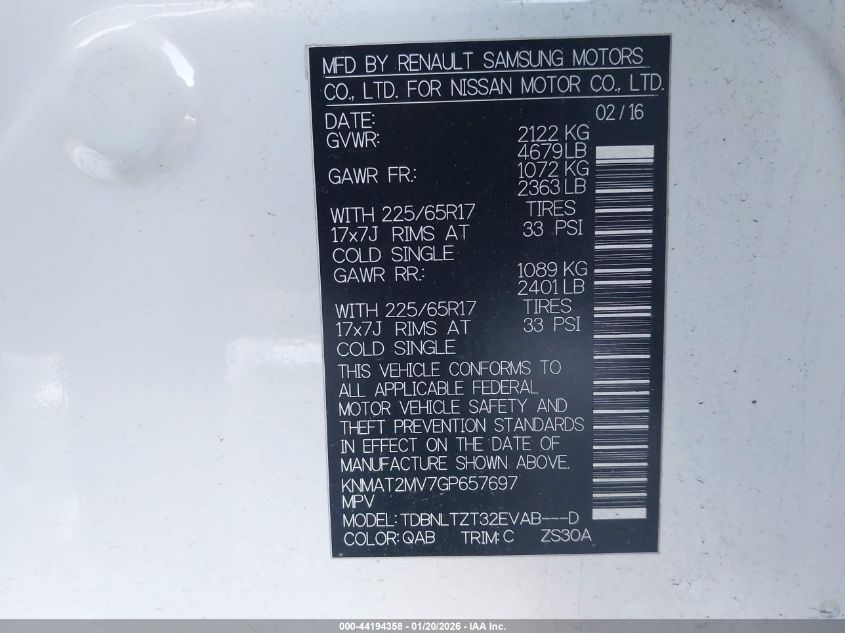 MFD BY RENAULT SAMSUNG MOTORS
CO., LTD. FOR NISSAN MOTOR CO., LTD.
DATE: 02/16
GVWR: 2122 KG
4679 LB
GAWR FR.: 1072 KG
2363 LB
WITH 225/65R17 TIRES
17x7J RIMS AT 33 PSI
COLD SINGLE
GAWR RR.: 1089 KG
2401 LB
WITH 225/65R17 TIRES
17x7J RIMS AT 33 PSI
COLD SINGLE
THIS VEHICLE CONFORMS TO
ALL APPLICABLE FEDERAL
MOTOR VEHICLE SAFETY AND
THEFT PREVENTION STANDARDS
IN EFFECT ON THE DATE OF
MANUFACTURE SHOWN ABOVE.
KNMAT2MV7GP657697
MPV
MODEL: TDBNLTZT32EVAB---D
COLOR: QAB TRIM: C ZS30A
000-44194358 - 01/20/2026 - IAA Inc.